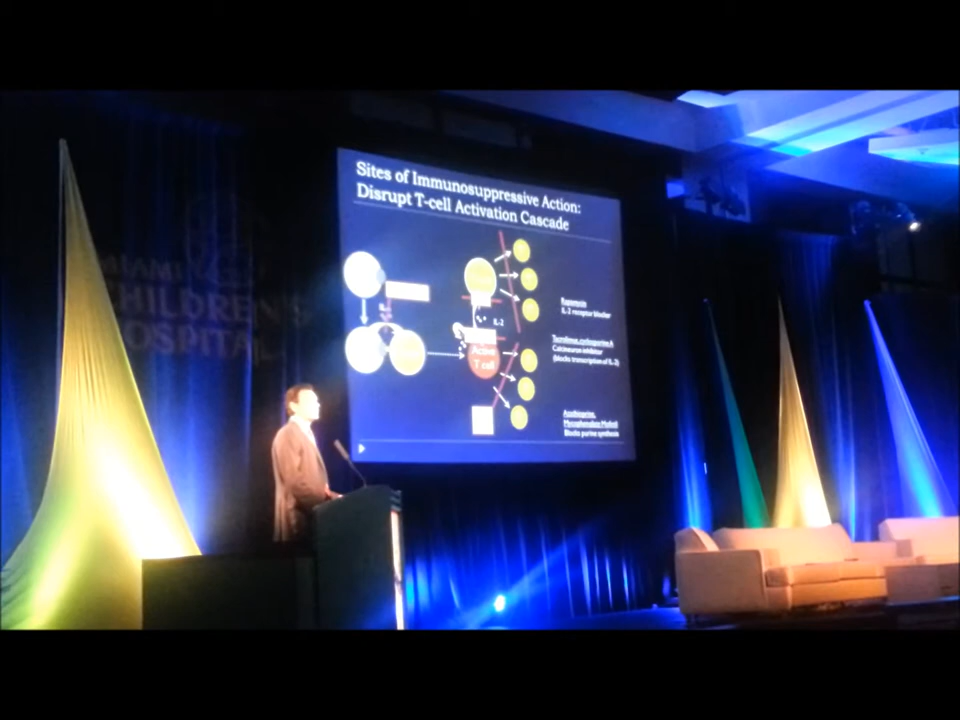 Sites of Immunosuppressive Action:
Disrupt T-cell Activation Cascade
MIAMI
CHILDREN'S
HOSPITAL
IL-2
Active
T cell
Rapamycin
IL-2 receptor blocker
Tacrolimus, cyclosporine A
Calcineurin inhibitor
(blocks transcription of IL-2)
Azathioprine,
Mycophenolate Mofetil
Blocks purine synthesis